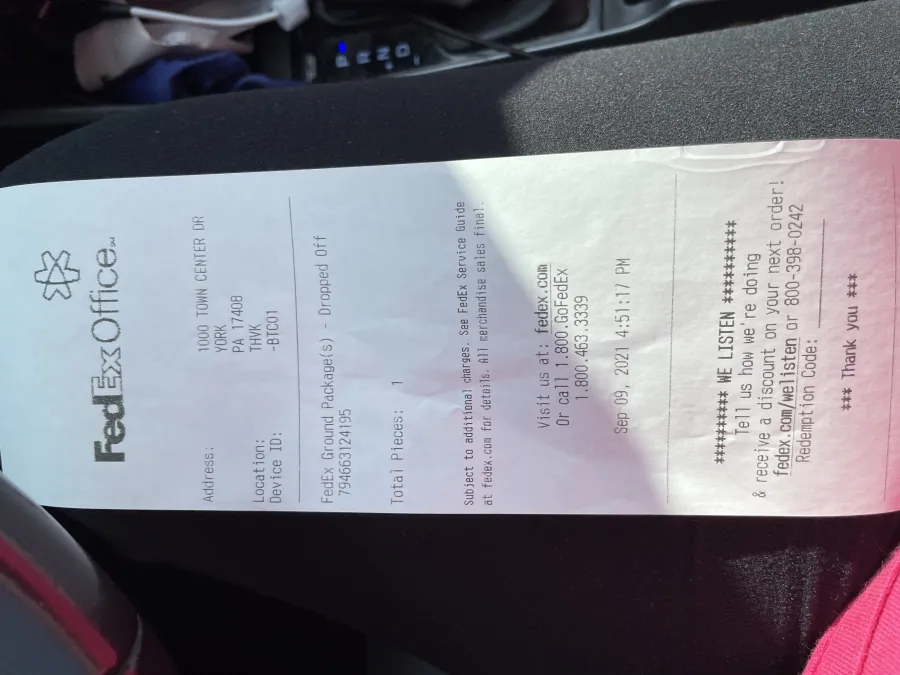 FedExOffice℠
Address: 1000 TOWN CENTER DR
YORK
PA 17408
Location: THVK
Device ID: -BTC01
FedEx Ground Package(s) - Dropped Off
794663124195
Total Pieces: 1
Subject to additional charges. See FedEx Service Guide
at fedex.com for details. All merchandise sales final.
Visit us at: fedex.com
Or call 1.800.GoFedEx
1.800.463.3339
Sep 09, 2021 4:51:17 PM
********* WE LISTEN **********
Tell us how we're doing
& receive a discount on your next order!
fedex.com/welisten or 800-398-0242
Redemption Code: ____________
*** Thank you ***
P
R
N
D